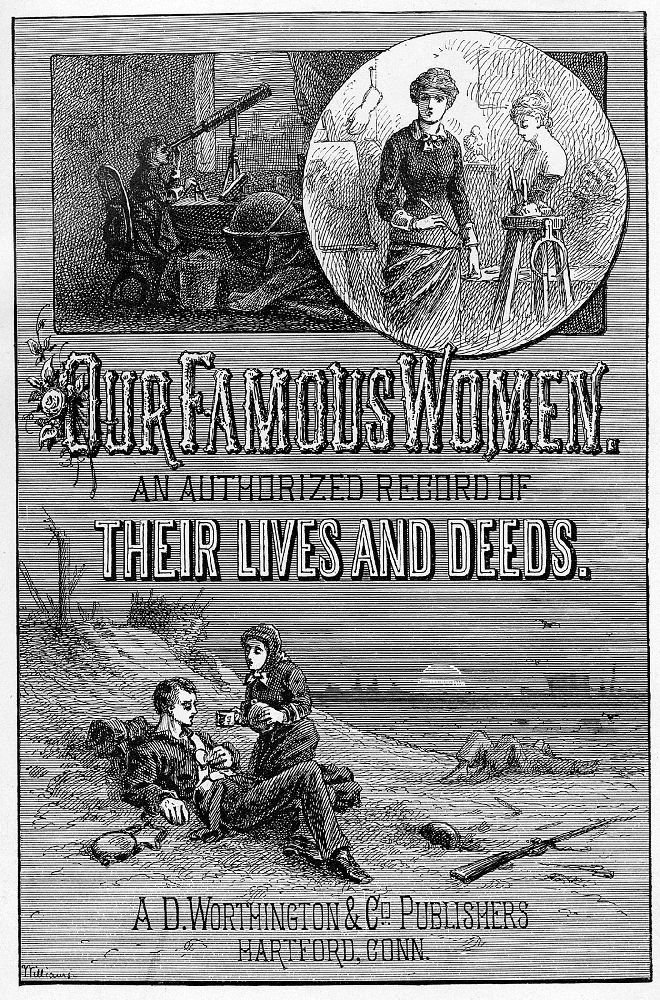 OUR FAMOUS WOMEN.
AN AUTHORIZED RECORD OF
THEIR LIVES AND DEEDS.
A D. WORTHINGTON & CO PUBLISHERS
HARTFORD, CONN.
Williams.